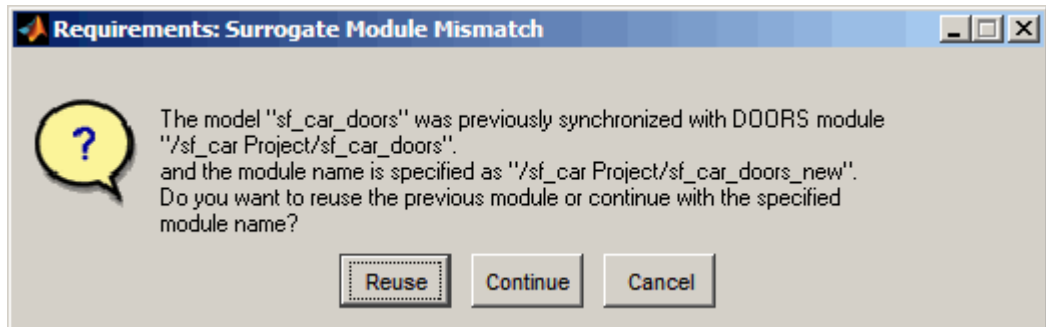 Requirements: Surrogate Module Mismatch
The model "sf_car_doors" was previously synchronized with DOORS module
"/sf_car Project/sf_car_doors".
and the module name is specified as "/sf_car Project/sf_car_doors_new".
Do you want to reuse the previous module or continue with the specified
module name?
?
Reuse Continue Cancel